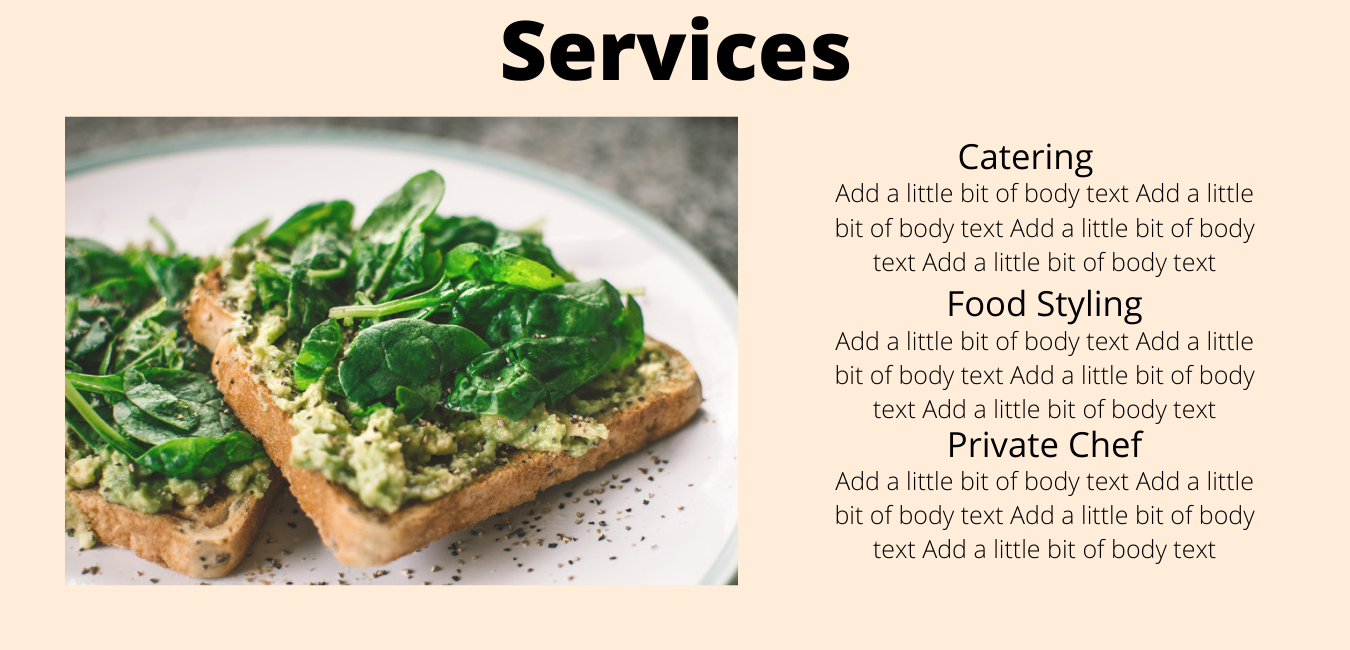 Services
Catering
Add a little bit of body text Add a little
bit of body text Add a little bit of body
text Add a little bit of body text
Food Styling
Add a little bit of body text Add a little
bit of body text Add a little bit of body
text Add a little bit of body text
Private Chef
Add a little bit of body text Add a little
bit of body text Add a little bit of body
text Add a little bit of body text